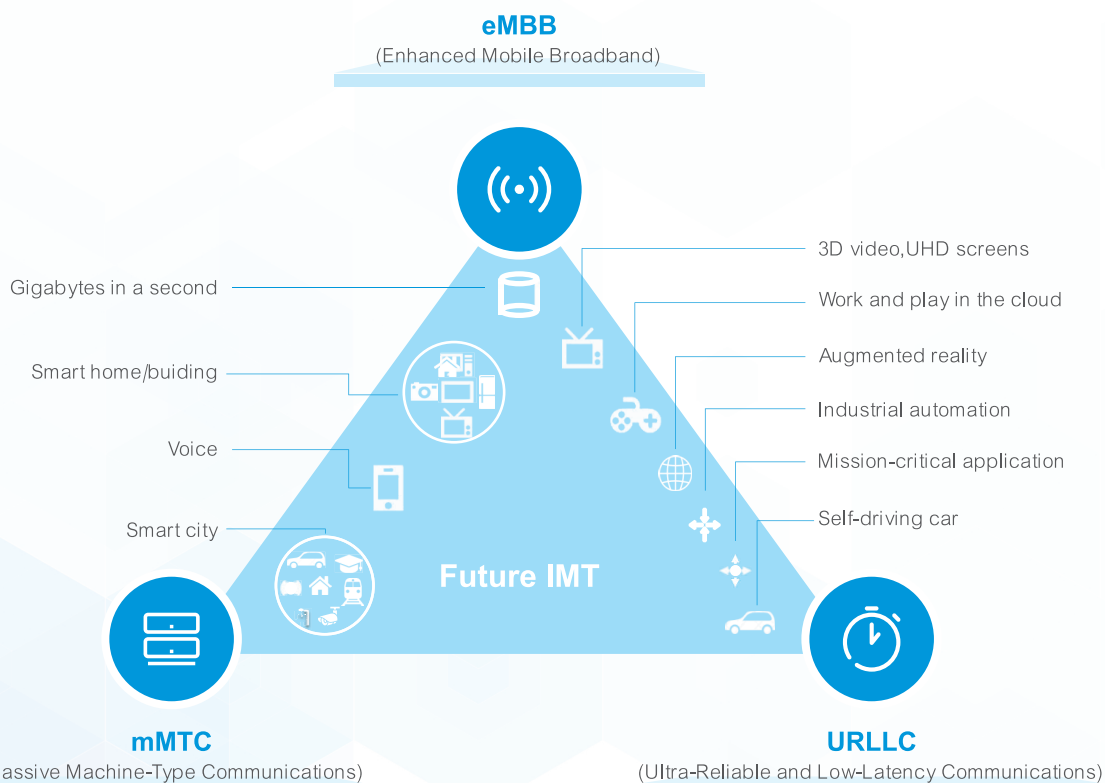 eMBB
(Enhanced Mobile Broadband)
Gigabytes in a second
3D video,UHD screens
Work and play in the cloud
Smart home/buiding
Augmented reality
Industrial automation
Voice
Mission-critical application
Smart city
Self-driving car
Future IMT
mMTC
assive Machine-Type Communications)
URLLC
(Ultra-Reliable and Low-Latency Communications)